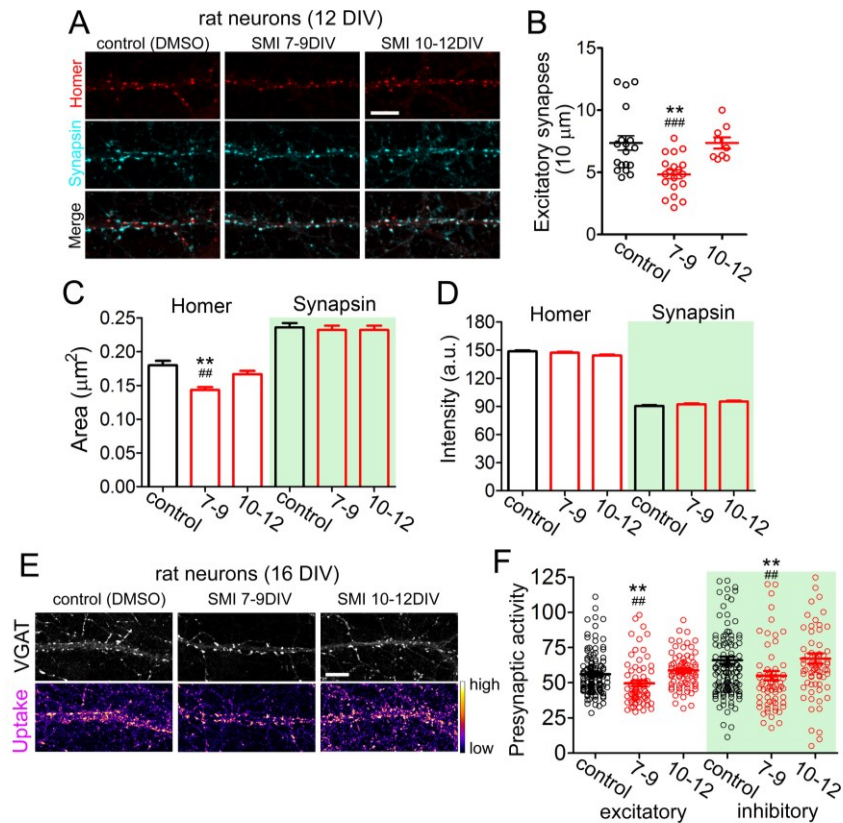 A
rat neurons (12 DIV)
control (DMSO) SMI 7-9DIV SMI 10-12DIV
Homer
Synapsin
Merge
B
Excitatory synapses
(10 μm)
15
10
5
0
**
###
control 7-9 10-12
C
Homer Synapsin
Area (μm²)
0.25
0.20
0.15
0.10
0.05
0.00
**
##
control 7-9 10-12 control 7-9 10-12
D
Homer Synapsin
Intensity (a.u.)
180
150
120
90
60
30
0
control 7-9 10-12 control 7-9 10-12
E
rat neurons (16 DIV)
control (DMSO) SMI 7-9DIV SMI 10-12DIV
VGAT
Uptake
high
low
F
Presynaptic activity
125
100
75
50
25
0
** **
## ##
control 7-9 10-12 control 7-9 10-12
excitatory inhibitory